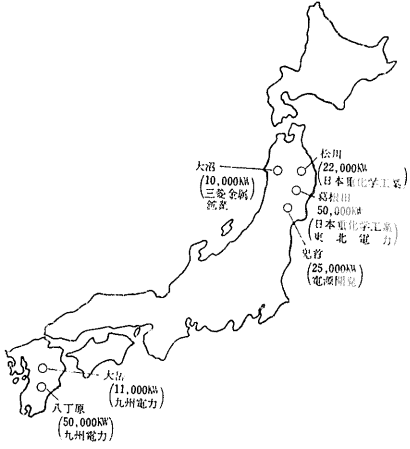 松川
22,000KW
(日本重化学工業)
大沼
(10,000KW
三菱金属
鉱業)
葛根田
50,000KW
(日本重化学工業
東北電力)
鬼首
(25,000KW
電源開発)
大岳
(11,000KW
九州電力)
八丁原
(50,000KW
九州電力)